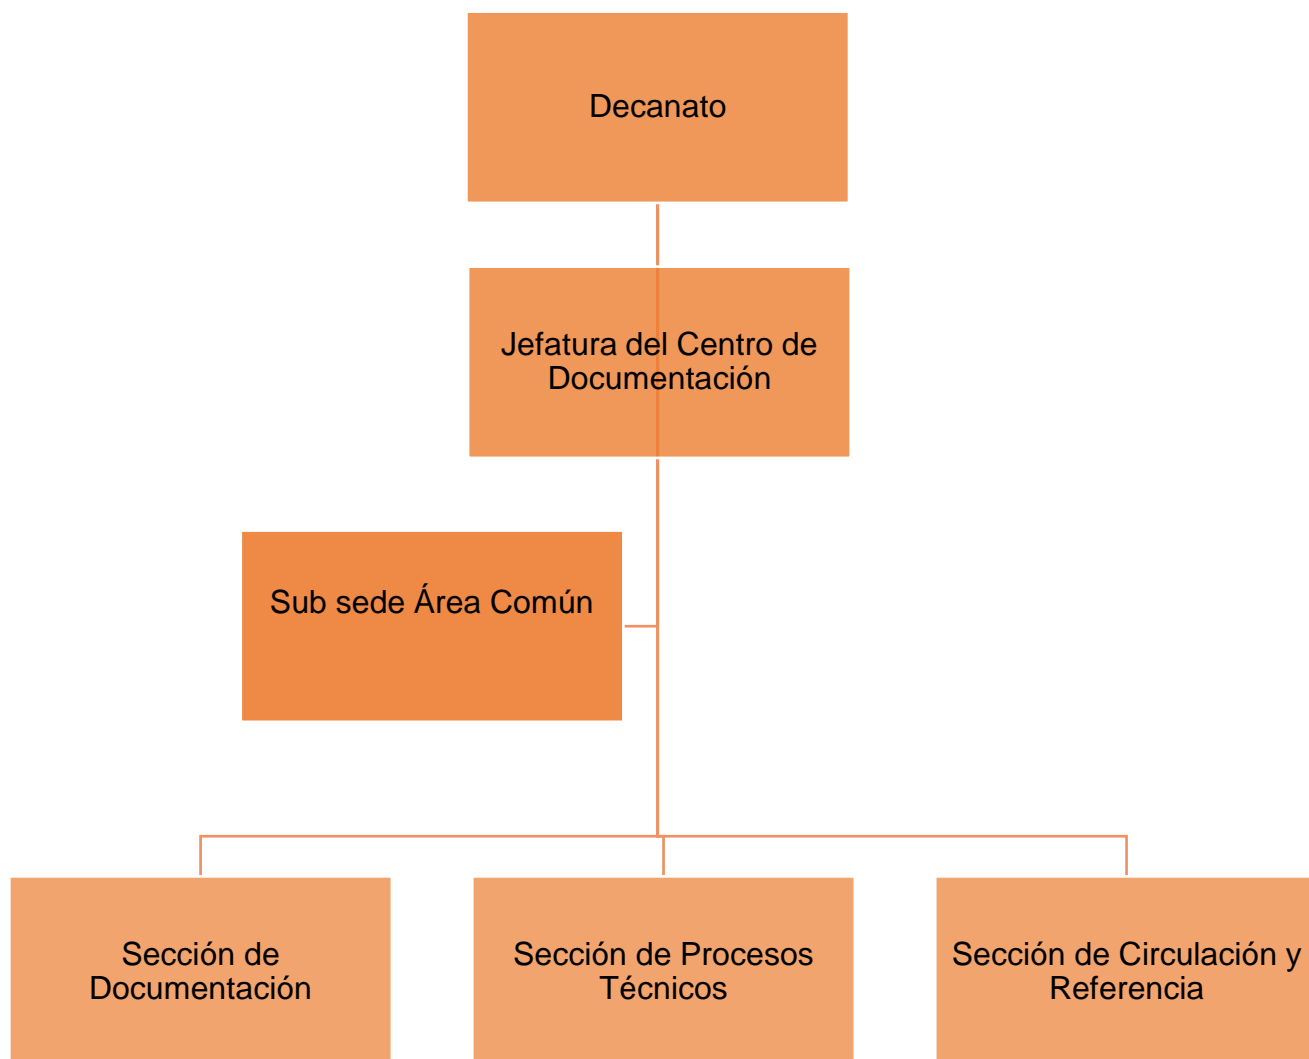 Decanato
Jefatura del Centro de
Documentación
Sub sede Área Común
Sección de
Documentación
Sección de Procesos
Técnicos
Sección de Circulación y
Referencia